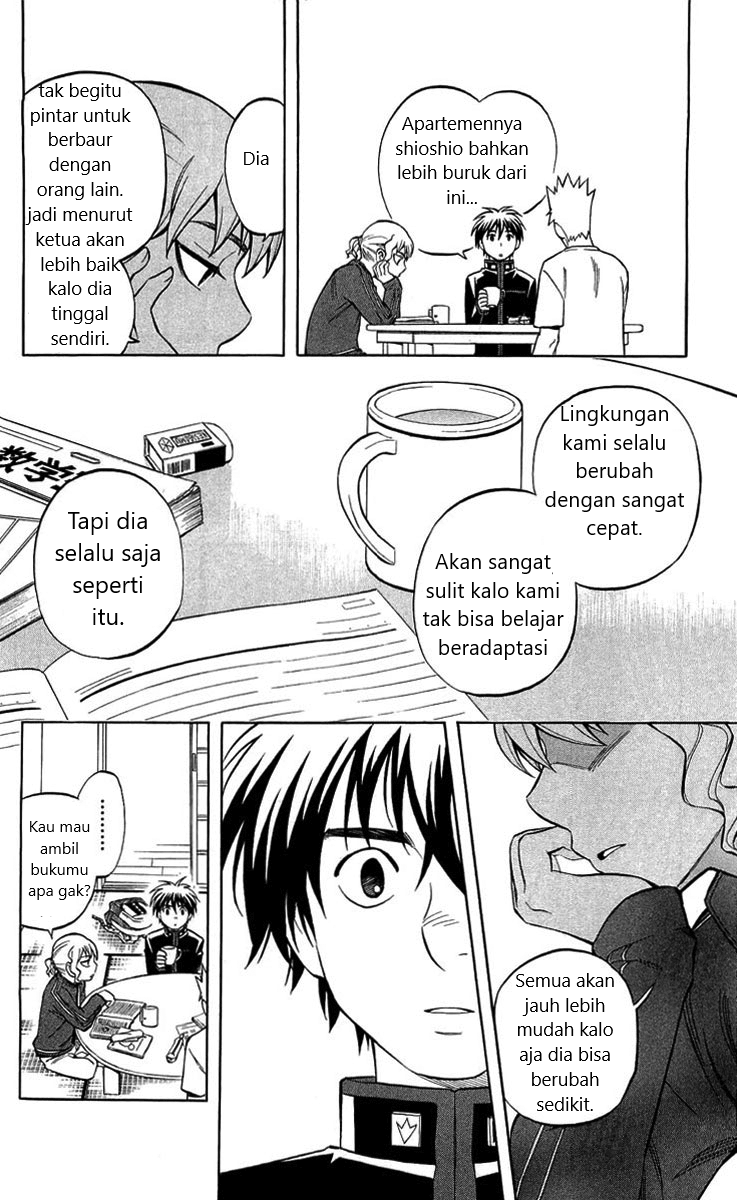 Apartemennya
shioshio bahkan
lebih buruk dari
ini...
Dia
tak begitu
pintar untuk
berbaur
dengan
orang lain.
jadi menurut
ketua akan
lebih baik
kalo dia
tinggal
sendiri.
Lingkungan
kami selalu
berubah
dengan sangat
cepat.
Akan sangat
sulit kalo kami
tak bisa belajar
beradaptasi
数学
Tapi dia
selalu saja
seperti
itu.
Semua akan
jauh lebih
mudah kalo
aja dia bisa
berubah
sedikit.
.........
Kau mau
ambil
bukumu
apa gak?